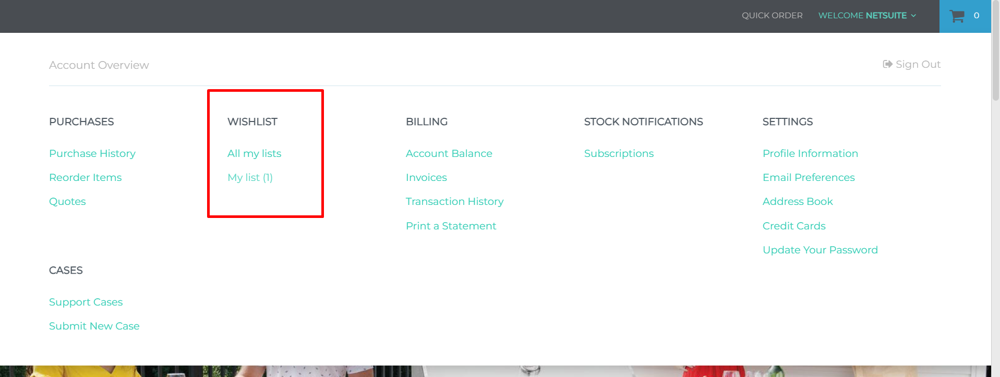 QUICK ORDER
WELCOME NETSUITE
0
Account Overview
Sign Out
PURCHASES
Purchase History
Reorder Items
Quotes
WISHLIST
All my lists
My list (1)
BILLING
Account Balance
Invoices
Transaction History
Print a Statement
STOCK NOTIFICATIONS
Subscriptions
SETTINGS
Profile Information
Email Preferences
Address Book
Credit Cards
Update Your Password
CASES
Support Cases
Submit New Case